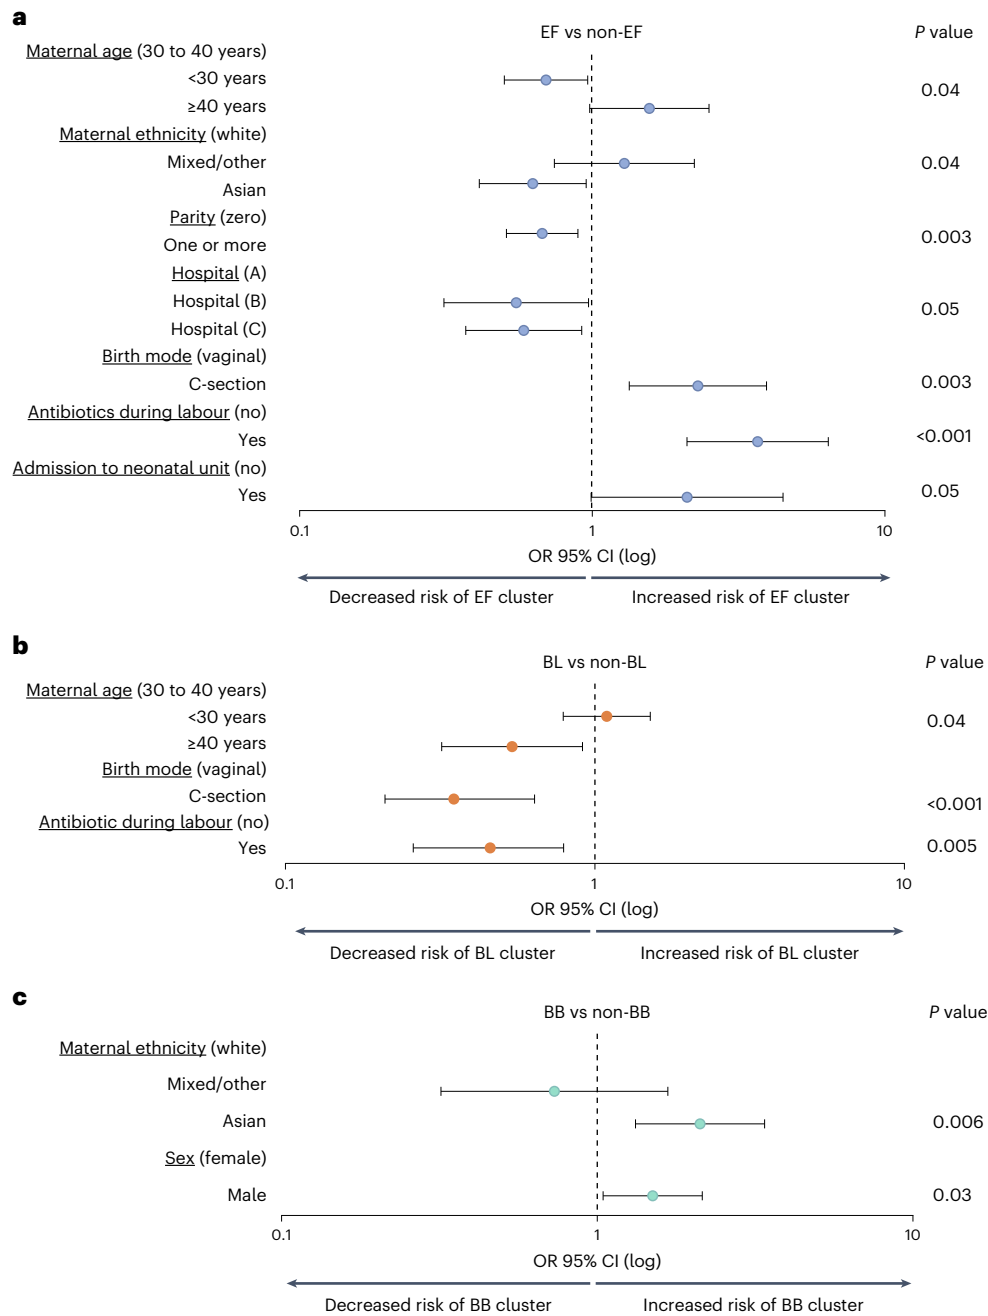 a
EF vs non-EF P value
Maternal age (30 to 40 years)
<30 years
0.04
≥40 years
Maternal ethnicity (white)
Mixed/other 0.04
Asian
Parity (zero)
0.003
One or more
Hospital (A)
Hospital (B)
0.05
Hospital (C)
Birth mode (vaginal)
C-section 0.003
Antibiotics during labour (no)
Yes <0.001
Admission to neonatal unit (no)
Yes 0.05
0.1 1 10
OR 95% CI (log)
Decreased risk of EF cluster Increased risk of EF cluster
b
BL vs non-BL P value
Maternal age (30 to 40 years)
<30 years 0.04
≥40 years
Birth mode (vaginal)
C-section <0.001
Antibiotic during labour (no)
Yes 0.005
0.1 1 10
OR 95% CI (log)
Decreased risk of BL cluster Increased risk of BL cluster
c
BB vs non-BB P value
Maternal ethnicity (white)
Mixed/other
Asian 0.006
Sex (female)
Male 0.03
0.1 1 10
OR 95% CI (log)
Decreased risk of BB cluster Increased risk of BB cluster